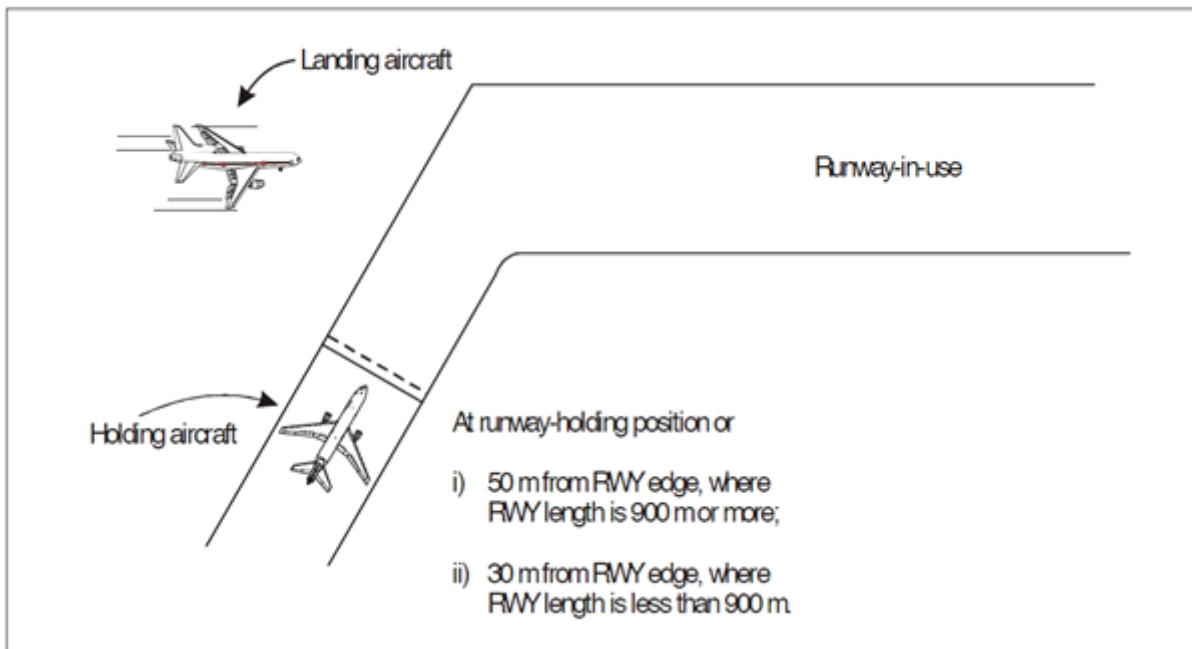 Landing aircraft
Runway-in-use
Holding aircraft
At runway-holding position or
i) 50 m from RWY edge, where
RWY length is 900 m or more;
ii) 30 m from RWY edge, where
RWY length is less than 900 m.